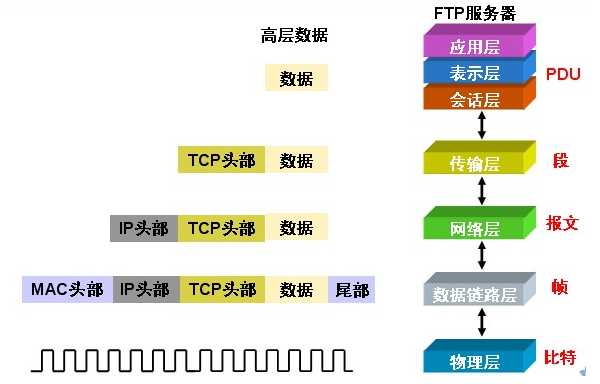 FTP服务器
高层数据
应用层
表示层
数据
PDU
会话层
TCP头部 数据
传输层
段
IP头部 TCP头部 数据
网络层
报文
MAC头部 IP头部 TCP头部 数据 尾部
数据链路层
帧
物理层
比特